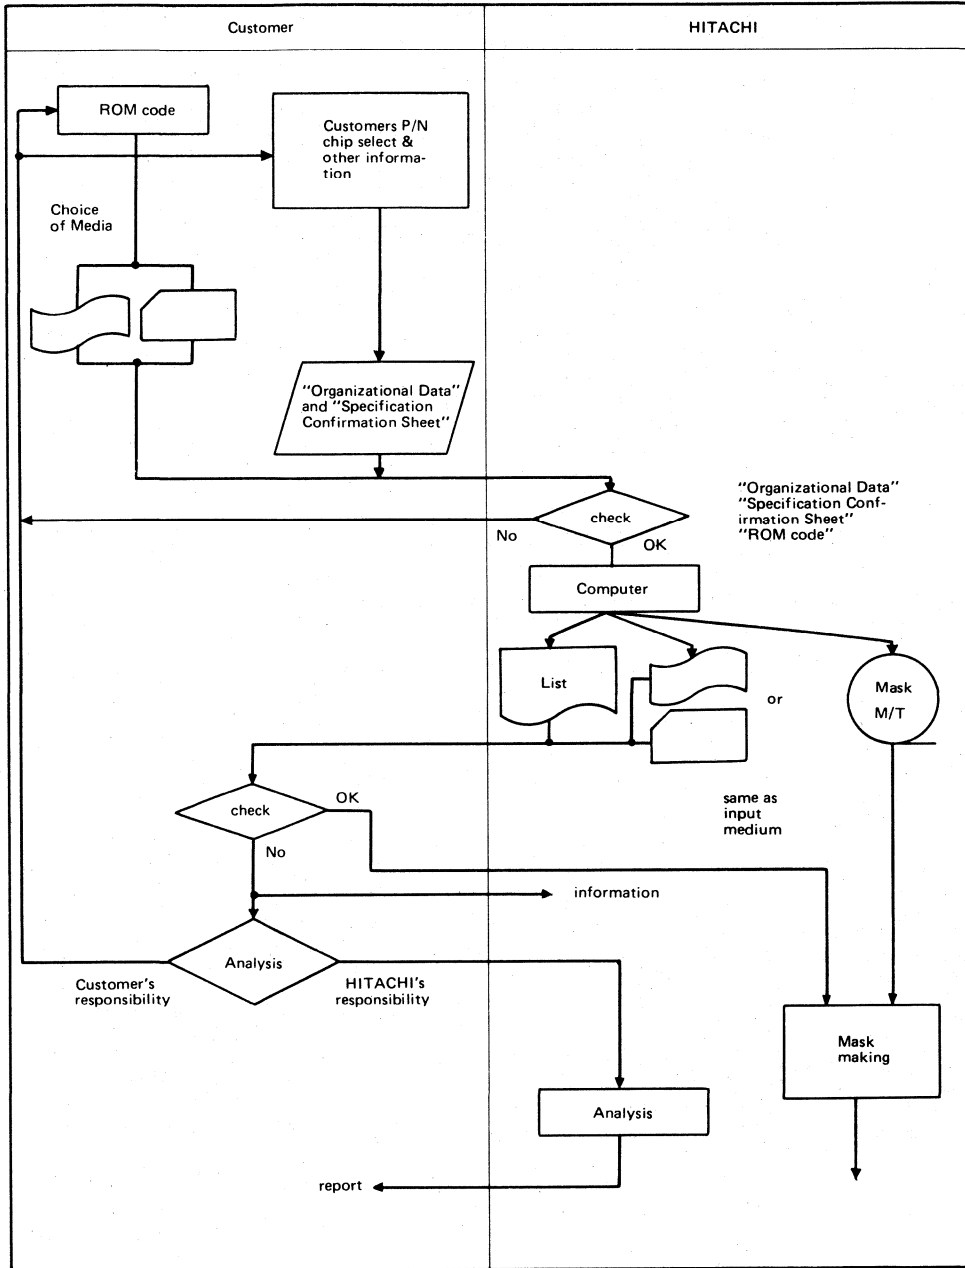 Customer
HITACHI
ROM code
Customers P/N
chip select &
other informa-
tion
Choice
of Media
"Organizational Data"
and "Specification
Confirmation Sheet"
check
"Organizational Data"
"Specification Conf-
irmation Sheet"
"ROM code"
No
OK
Computer
List
or
Mask
M/T
same as
input
medium
check
OK
No
information
Analysis
Customer's
responsibility
HITACHI's
responsibility
Mask
making
Analysis
report